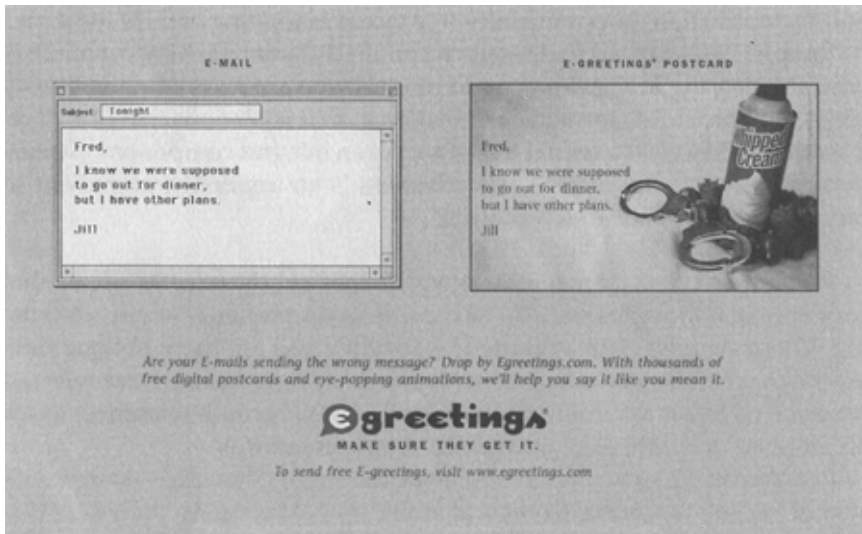 E-MAIL
Subject: Tonight
Fred,
I know we were supposed
to go out for dinner,
but I have other plans.
Jill
E-GREETINGS® POSTCARD
Whipped
Cream
Fred,
I know we were supposed
to go out for dinner,
but I have other plans.
Jill
Are your E-mails sending the wrong message? Drop by Egreetings.com. With thousands of
free digital postcards and eye-popping animations, we'll help you say it like you mean it.
Egreetings®
MAKE SURE THEY GET IT.
To send free E-greetings, visit www.egreetings.com